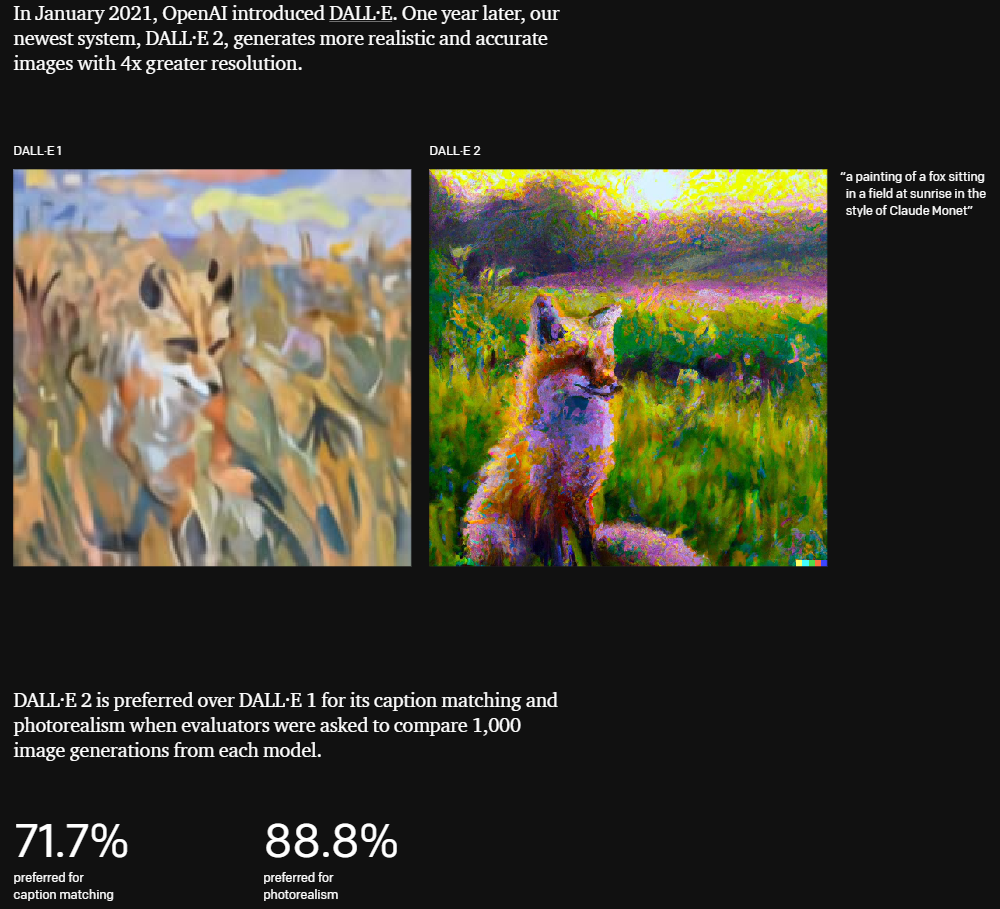 In January 2021, OpenAI introduced DALL·E. One year later, our
newest system, DALL·E 2, generates more realistic and accurate
images with 4x greater resolution.
DALL·E 1
DALL·E 2
“a painting of a fox sitting
in a field at sunrise in the
style of Claude Monet”
DALL·E 2 is preferred over DALL·E 1 for its caption matching and
photorealism when evaluators were asked to compare 1,000
image generations from each model.
71.7%
preferred for
caption matching
88.8%
preferred for
photorealism